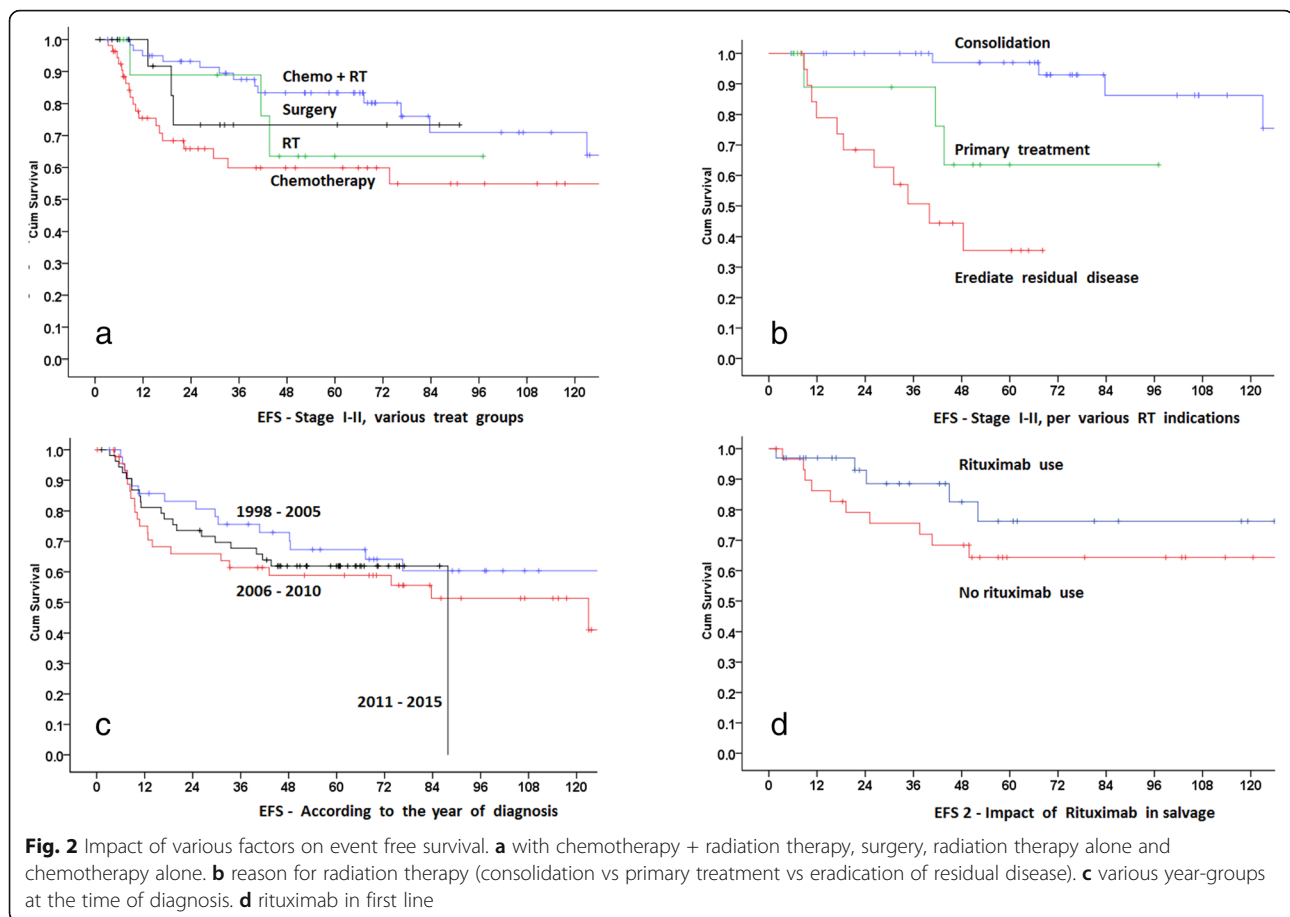 1.0
0.9
0.8
0.7
0.6
0.5
0.4
0.3
0.2
0.1
0.0
Cum Survival
Chemo + RT
Surgery
RT
Chemotherapy
a
0 12 24 36 48 60 72 84 96 108 120
EFS - Stage I-II, various treat groups
1.0
0.9
0.8
0.7
0.6
0.5
0.4
0.3
0.2
0.1
0.0
Cum Survival
Consolidation
Primary treatment
Erediate residual disease
b
0 12 24 36 48 60 72 84 96 108 120
EFS - Stage I-II, per various RT indications
1.0
0.9
0.8
0.7
0.6
0.5
0.4
0.3
0.2
0.1
0.0
Cum Survival
1998 - 2005
2006 - 2010
2011 - 2015
c
0 12 24 36 48 60 72 84 96 108 120
EFS - According to the year of diagnosis
1.0
0.9
0.8
0.7
0.6
0.5
0.4
0.3
0.2
0.1
0.0
Cum Survival
Rituximab use
No rituximab use
d
0 12 24 36 48 60 72 84 96 108 120
EFS 2 - Impact of Rituximab in salvage
Fig. 2 Impact of various factors on event free survival. a with chemotherapy + radiation therapy, surgery, radiation therapy alone and
chemotherapy alone. b reason for radiation therapy (consolidation vs primary treatment vs eradication of residual disease). c various year-groups
at the time of diagnosis. d rituximab in first line